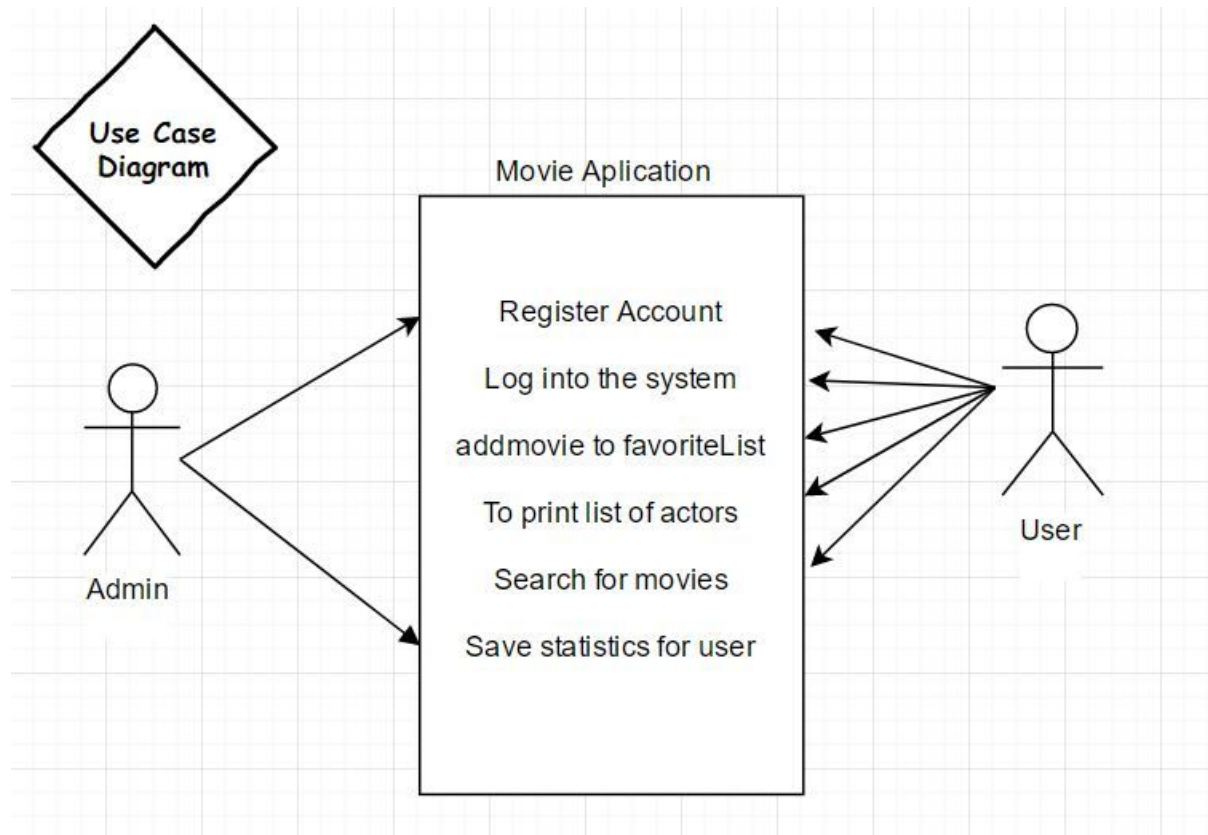 Use Case
Diagram
Movie Aplication
Register Account
Log into the system
addmovie to favoriteList
To print list of actors
Search for movies
Save statistics for user
Admin
User